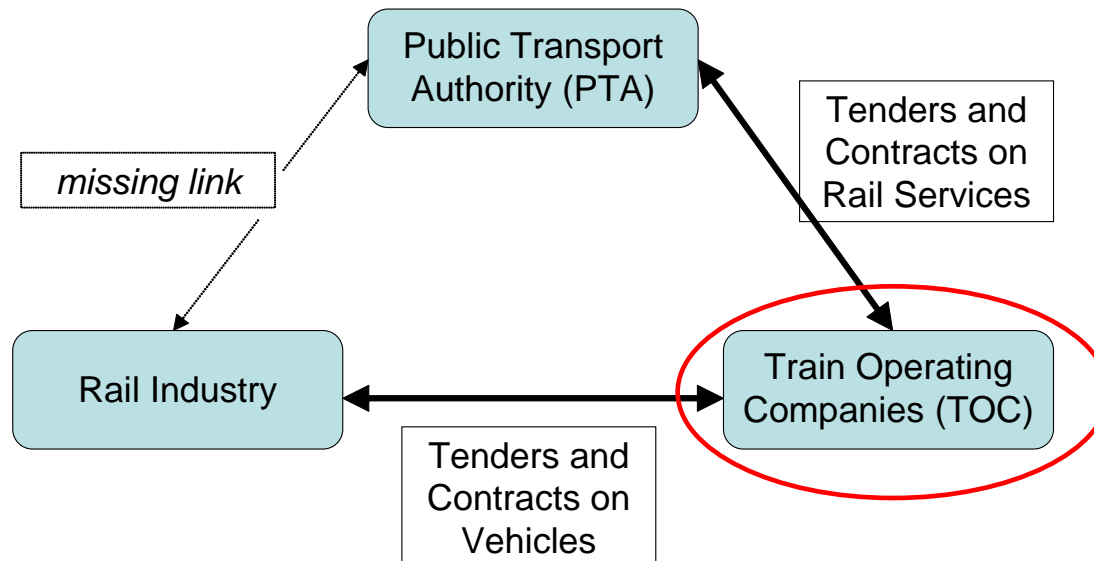 Public Transport
Authority (PTA)
Tenders and
Contracts on
Rail Services
missing link
Rail Industry
Train Operating
Companies (TOC)
Tenders and
Contracts on
Vehicles